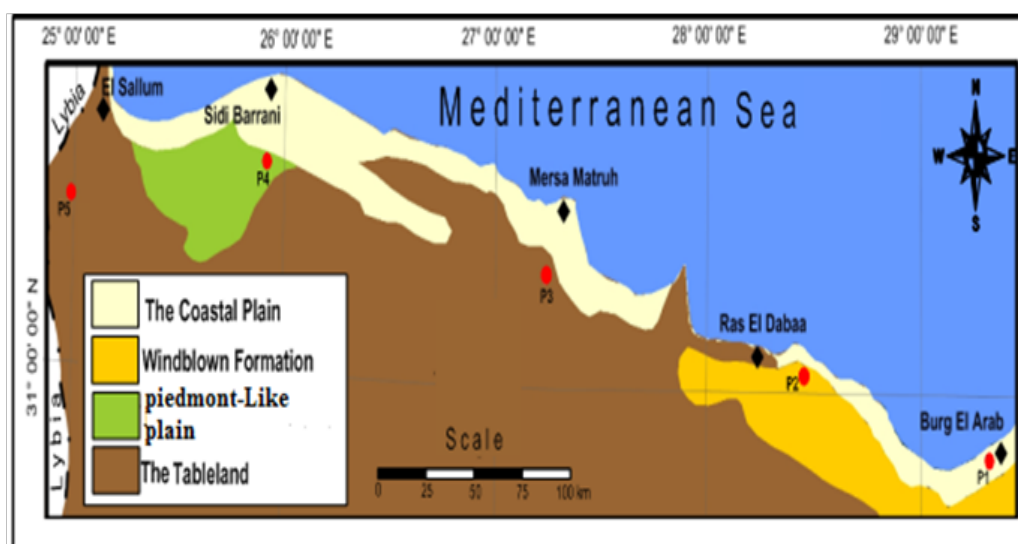 25° 00' 00" E
26° 00' 00" E
27° 00' 00" E
28° 00' 00" E
29° 00' 00" E
Lybia
El Sallum
Sidi Barrani
Mediterranean Sea
N
W
E
S
P4
P5
Mersa Matruh
P3
31° 00' 00" N
Ras El Dabaa
P2
Burg El Arab
P1
The Coastal Plain
Windblown Formation
piedmont-Like
plain
The Tableland
Lybia
Scale
0 25 50 75 100 km